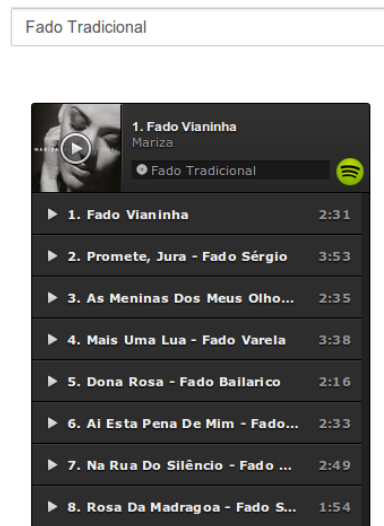 Fado Tradicional
MARIZA
1. Fado Vianinha
Mariza
Fado Tradicional
1. Fado Vianinha 2:31
2. Promete, Jura - Fado Sérgio 3:53
3. As Meninas Dos Meus Olho... 2:35
4. Mais Uma Lua - Fado Varela 3:38
5. Dona Rosa - Fado Bailarico 2:16
6. Ai Esta Pena De Mim - Fado... 2:33
7. Na Rua Do Silêncio - Fado ... 2:49
8. Rosa Da Madragoa - Fado S... 1:54